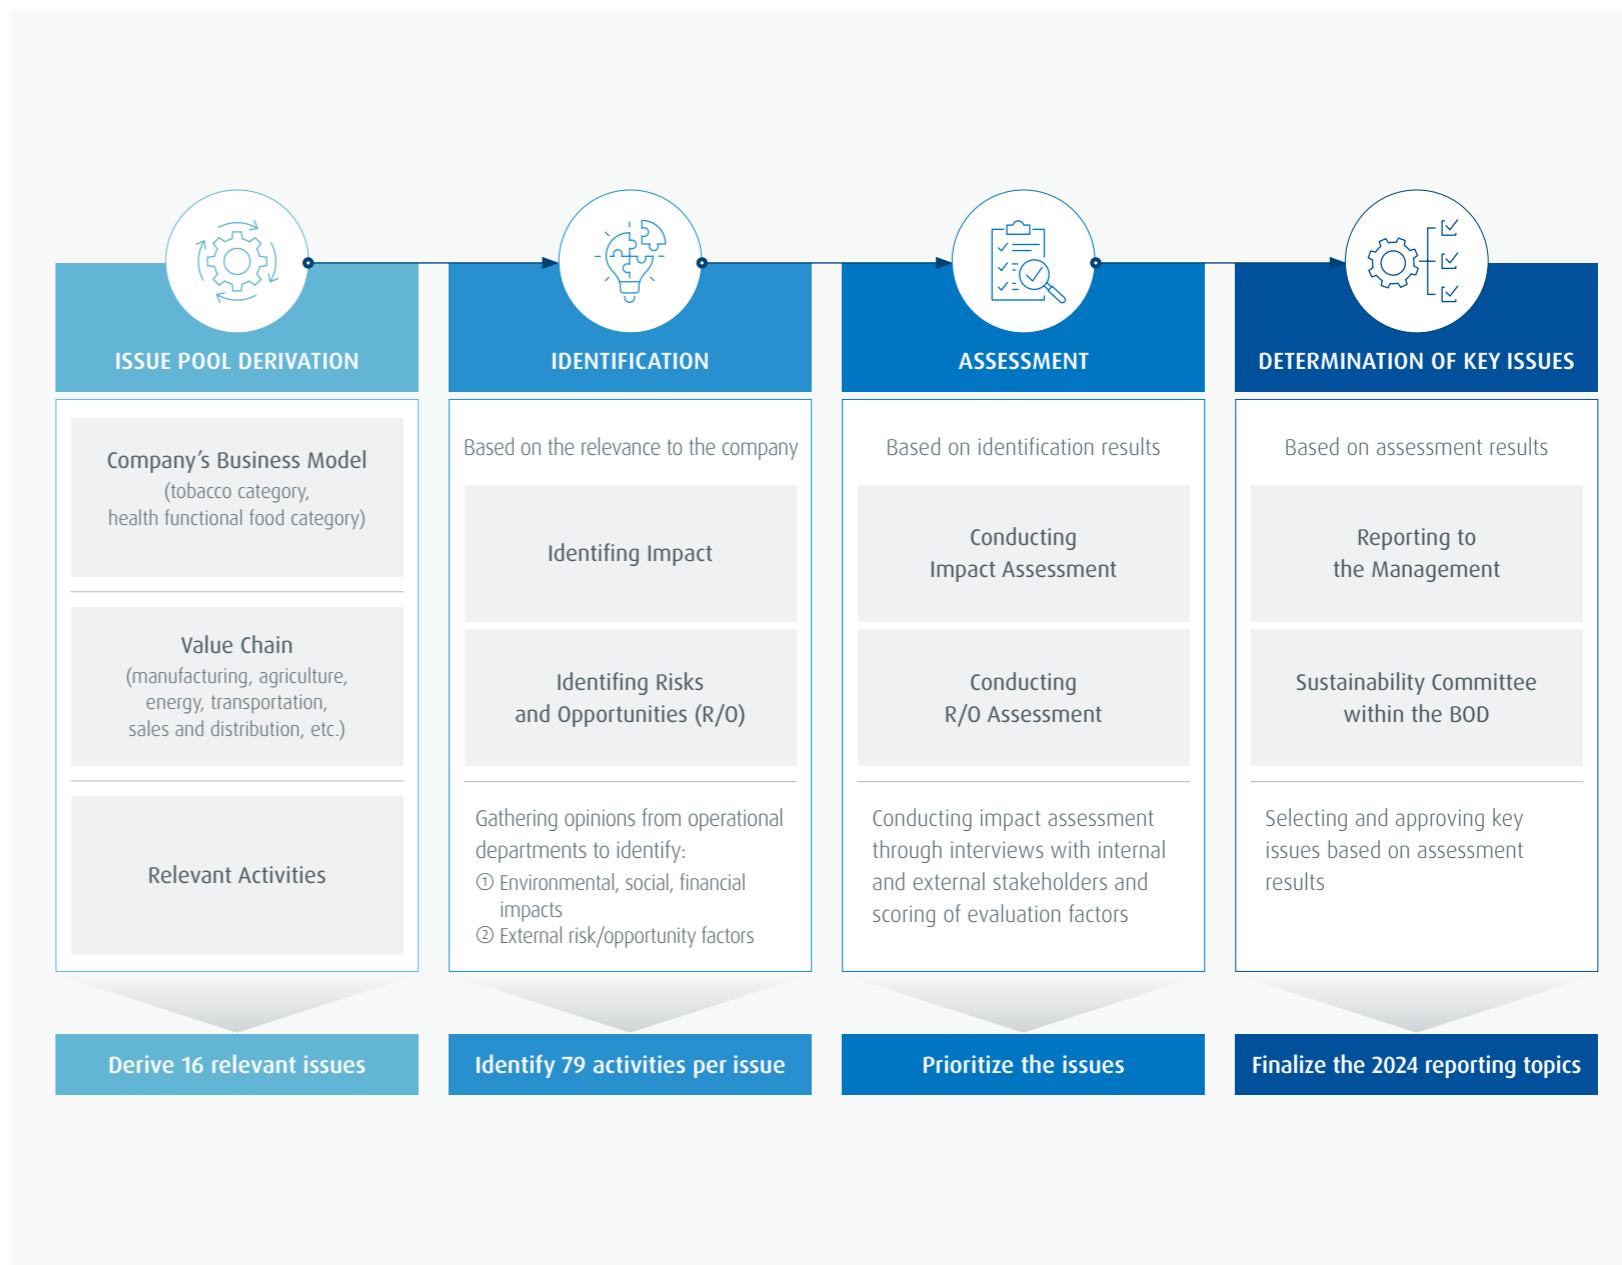 ISSUE POOL DERIVATION
Company's Business Model
(tobacco category,
health functional food category)
Value Chain
(manufacturing, agriculture,
energy, transportation,
sales and distribution, etc.)
Relevant Activities
Derive 16 relevant issues
IDENTIFICATION
Based on the relevance to the company
Identifing Impact
Identifing Risks
and Opportunities (R/O)
Gathering opinions from operational
departments to identify:
① Environmental, social, financial
impacts
② External risk/opportunity factors
Identify 79 activities per issue
ASSESSMENT
Based on identification results
Conducting
Impact Assessment
Conducting
R/O Assessment
Conducting impact assessment
through interviews with internal
and external stakeholders and
scoring of evaluation factors
Prioritize the issues
DETERMINATION OF KEY ISSUES
Based on assessment results
Reporting to
the Management
Sustainability Committee
within the BOD
Selecting and approving key
issues based on assessment
results
Finalize the 2024 reporting topics